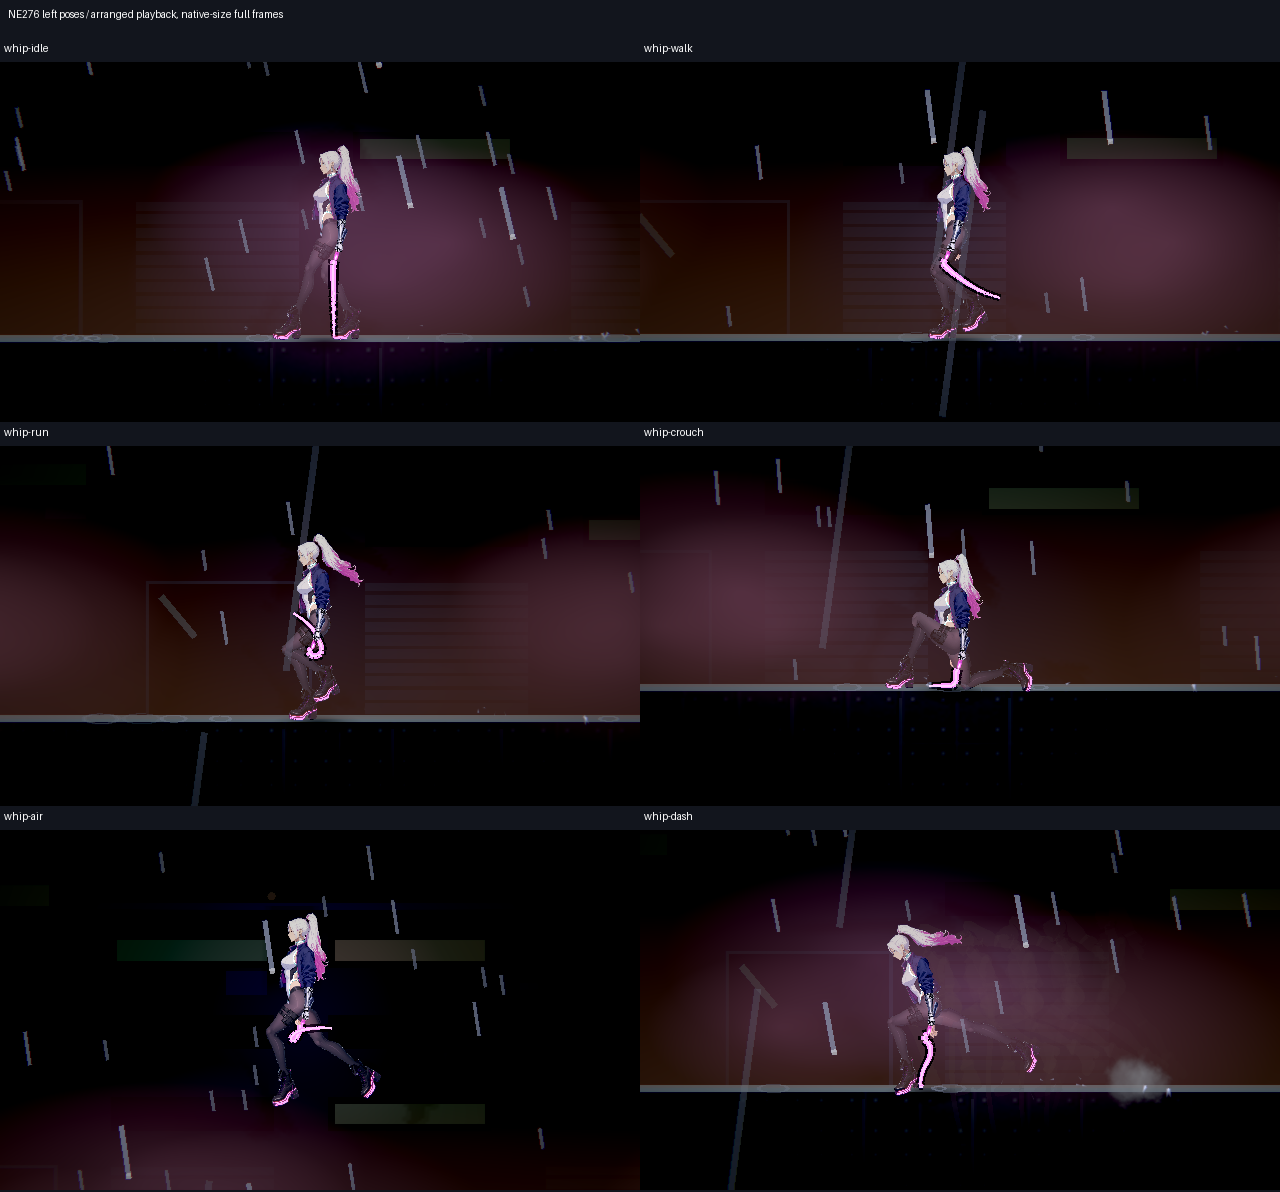 NE276 left poses / arranged playback, native-size full frames
whip-idle
whip-walk
whip-run
whip-crouch
whip-air
whip-dash